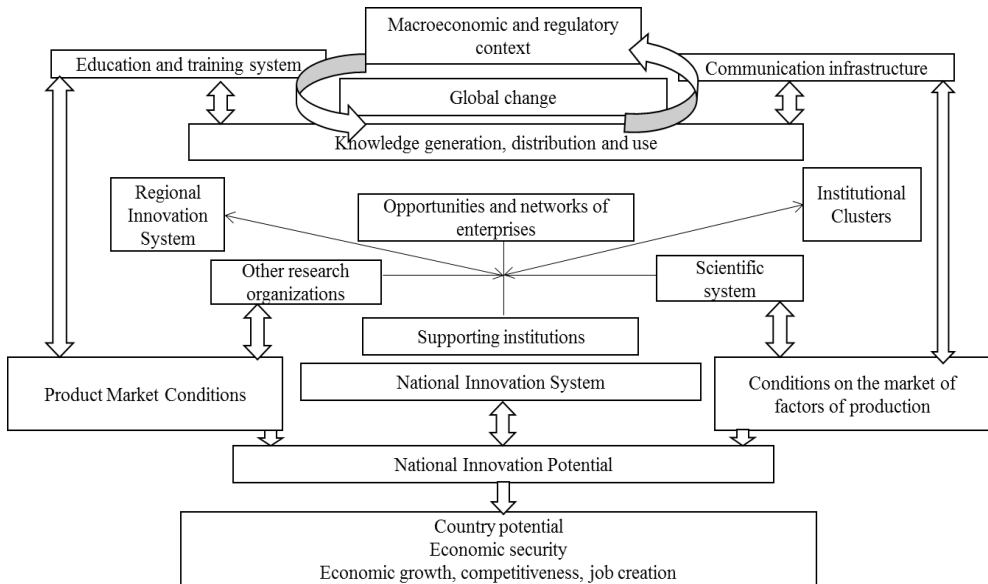 Macroeconomic and regulatory
context
Education and training system
Communication infrastructure
Global change
Knowledge generation, distribution and use
Regional
Innovation
System
Opportunities and networks of
enterprises
Institutional
Clusters
Other research
organizations
Scientific
system
Supporting institutions
Product Market Conditions
National Innovation System
Conditions on the market of
factors of production
National Innovation Potential
Country potential
Economic security
Economic growth, competitiveness, job creation